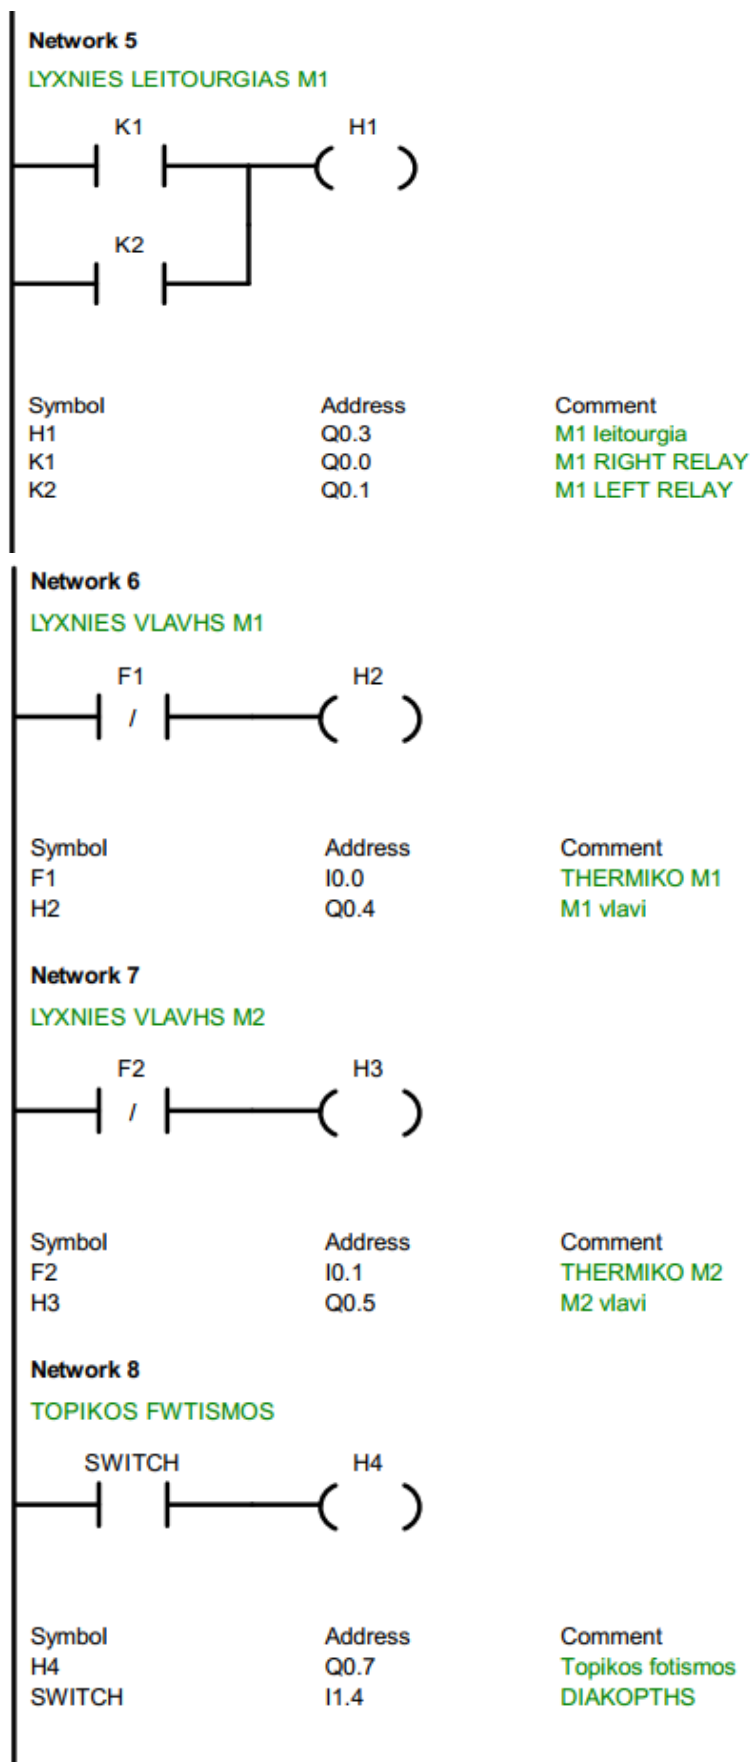 Network 5
LYXNIES LEITOURGIAS M1
K1 H1
K2
Symbol Address Comment
H1 Q0.3 M1 leitourgia
K1 Q0.0 M1 RIGHT RELAY
K2 Q0.1 M1 LEFT RELAY
Network 6
LYXNIES VLAVHS M1
F1 H2
/
Symbol Address Comment
F1 I0.0 THERMIKO M1
H2 Q0.4 M1 vlavi
Network 7
LYXNIES VLAVHS M2
F2 H3
/
Symbol Address Comment
F2 I0.1 THERMIKO M2
H3 Q0.5 M2 vlavi
Network 8
TOPIKOS FWTISMOS
SWITCH H4
Symbol Address Comment
H4 Q0.7 Topikos fotismos
SWITCH I1.4 DIAKOPTHS